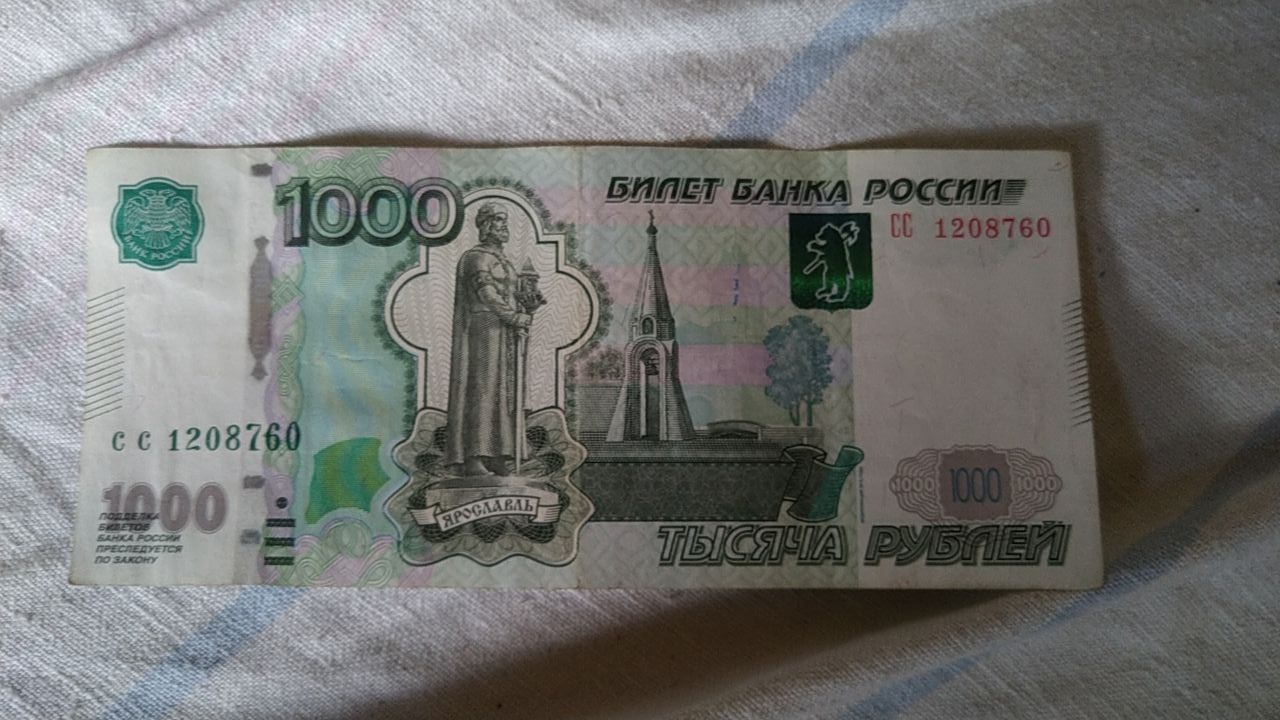 БАНК РОССИИ
1000
БИЛЕТ БАНКА РОССИИ
СС 1208760
СС 1208760
1000
ПОДДЕЛКА
БИЛЕТОВ
БАНКА РОССИИ
ПРЕСЛЕДУЕТСЯ
ПО ЗАКОНУ
ЯРОСЛАВЛЬ
1000 1000 1000
ТЫСЯЧА РУБЛЕЙ